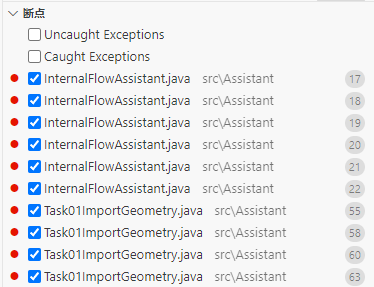 断点
Uncaught Exceptions
Caught Exceptions
InternalFlowAssistant.java src\Assistant 17
InternalFlowAssistant.java src\Assistant 18
InternalFlowAssistant.java src\Assistant 19
InternalFlowAssistant.java src\Assistant 20
InternalFlowAssistant.java src\Assistant 21
InternalFlowAssistant.java src\Assistant 22
Task01ImportGeometry.java src\Assistant 55
Task01ImportGeometry.java src\Assistant 58
Task01ImportGeometry.java src\Assistant 60
Task01ImportGeometry.java src\Assistant 63